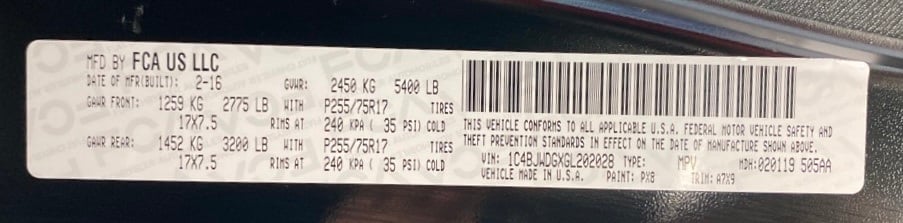 MFD BY FCA US LLC
DATE OF MFR(BUILT): 2-16 GVWR: 2450 KG 5400 LB
GAWR FRONT: 1259 KG 2775 LB WITH P255/75R17 TIRES
17X7.5 RIMS AT 240 KPA ( 35 PSI) COLD
GAWR REAR: 1452 KG 3200 LB WITH P255/75R17 TIRES
17X7.5 RIMS AT 240 KPA ( 35 PSI) COLD
THIS VEHICLE CONFORMS TO ALL APPLICABLE U.S.A. FEDERAL MOTOR VEHICLE SAFETY AND
THEFT PREVENTION STANDARDS IN EFFECT ON THE DATE OF MANUFACTURE SHOWN ABOVE.
VIN: 1C4BJWDGXGL202028 TYPE: MPV MDH:020119 505AA
VEHICLE MADE IN U.S.A. PAINT: PX8 TRIM: A7X9